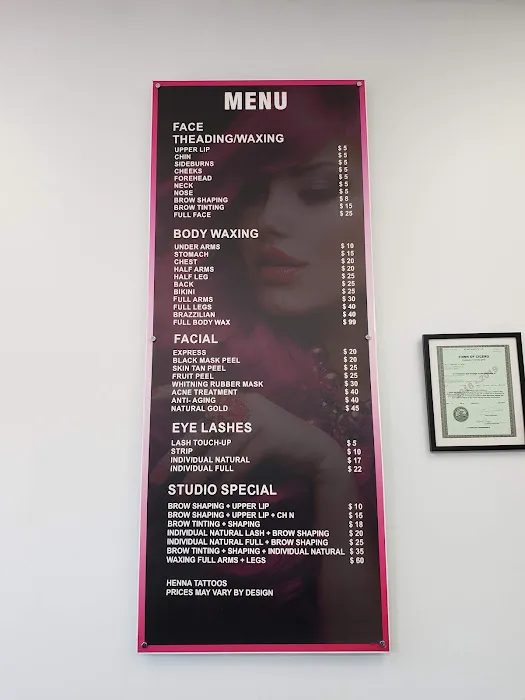 MENU
FACE
THEADING/WAXING
UPPER LIP $ 5
CHIN $ 5
SIDEBURNS $ 5
CHEEKS $ 5
FOREHEAD $ 5
NECK $ 5
NOSE $ 5
BROW SHAPING $ 8
BROW TINTING $ 15
FULL FACE $ 25
BODY WAXING
UNDER ARMS $ 10
STOMACH $ 15
CHEST $ 20
HALF ARMS $ 20
HALF LEG $ 25
BACK $ 25
BIKINI $ 25
FULL ARMS $ 30
FULL LEGS $ 40
BRAZZILIAN $ 40
FULL BODY WAX $ 99
FACIAL
EXPRESS $ 20
BLACK MASK PEEL $ 20
SKIN TAN PEEL $ 25
FRUIT PEEL $ 25
WHITNING RUBBER MASK $ 30
ACNE TREATMENT $ 40
ANTI- AGING $ 40
NATURAL GOLD $ 45
EYE LASHES
LASH TOUCH-UP $ 5
STRIP $ 10
INDIVIDUAL NATURAL $ 17
INDIVIDUAL FULL $ 22
STUDIO SPECIAL
BROW SHAPING + UPPER LIP $ 10
BROW SHAPING + UPPER LIP + CH N $ 15
BROW TINTING + SHAPING $ 18
INDIVIDUAL NATURAL LASH + BROW SHAPING $ 20
INDIVIDUAL NATURAL FULL + BROW SHAPING $ 25
BROW TINTING + SHAPING + INDIVIDUAL NATURAL $ 35
WAXING FULL ARMS + LEGS $ 60
HENNA TATTOOS
PRICES MAY VARY BY DESIGN
TOWN OF CICERO